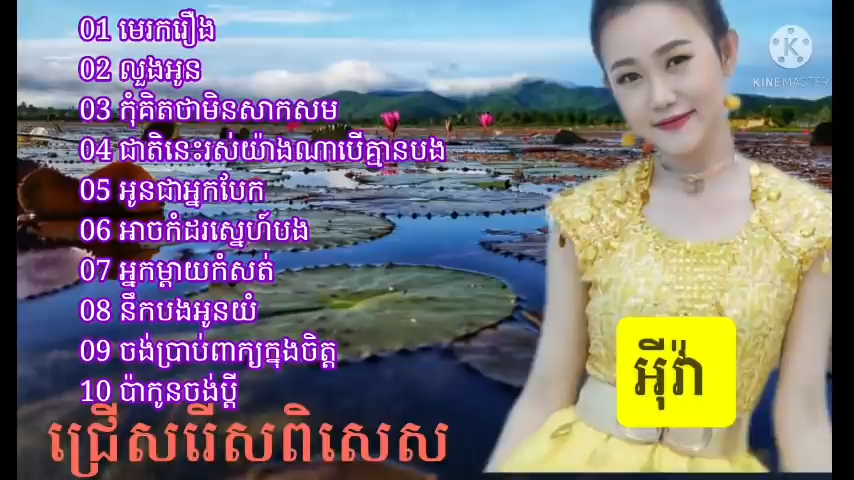 01 មេរករឿង
02 លួងអូន
03 កុំគិតថាមិនសាកសម
04 ជាតិនេះរស់យ៉ាងណាបើគ្មានបង
05 អូនជាអ្នកបែក
06 អាចកំដរស្នេហ៍បង
07 អ្នកម្ដាយកំសត់
08 នឹកបងអូនយំ
09 ចង់ប្រាប់ពាក្យក្នុងចិត្ត
10 ប៉ាកូនចង់ប្ដី
ជ្រើសរើសពិសេស
អ៊ីវ៉ា
KINEMASTER